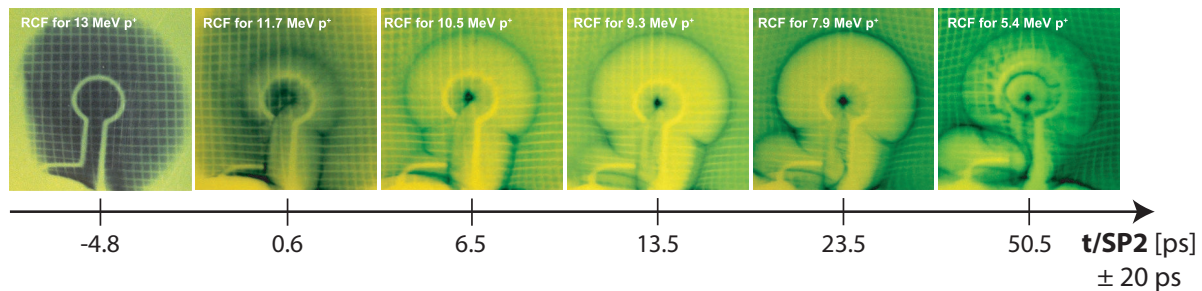 RCF for 13 MeV p⁺
RCF for 11.7 MeV p⁺
RCF for 10.5 MeV p⁺
RCF for 9.3 MeV p⁺
RCF for 7.9 MeV p⁺
RCF for 5.4 MeV p⁺
-4.8
0.6
6.5
13.5
23.5
50.5
t/SP2 [ps]
± 20 ps